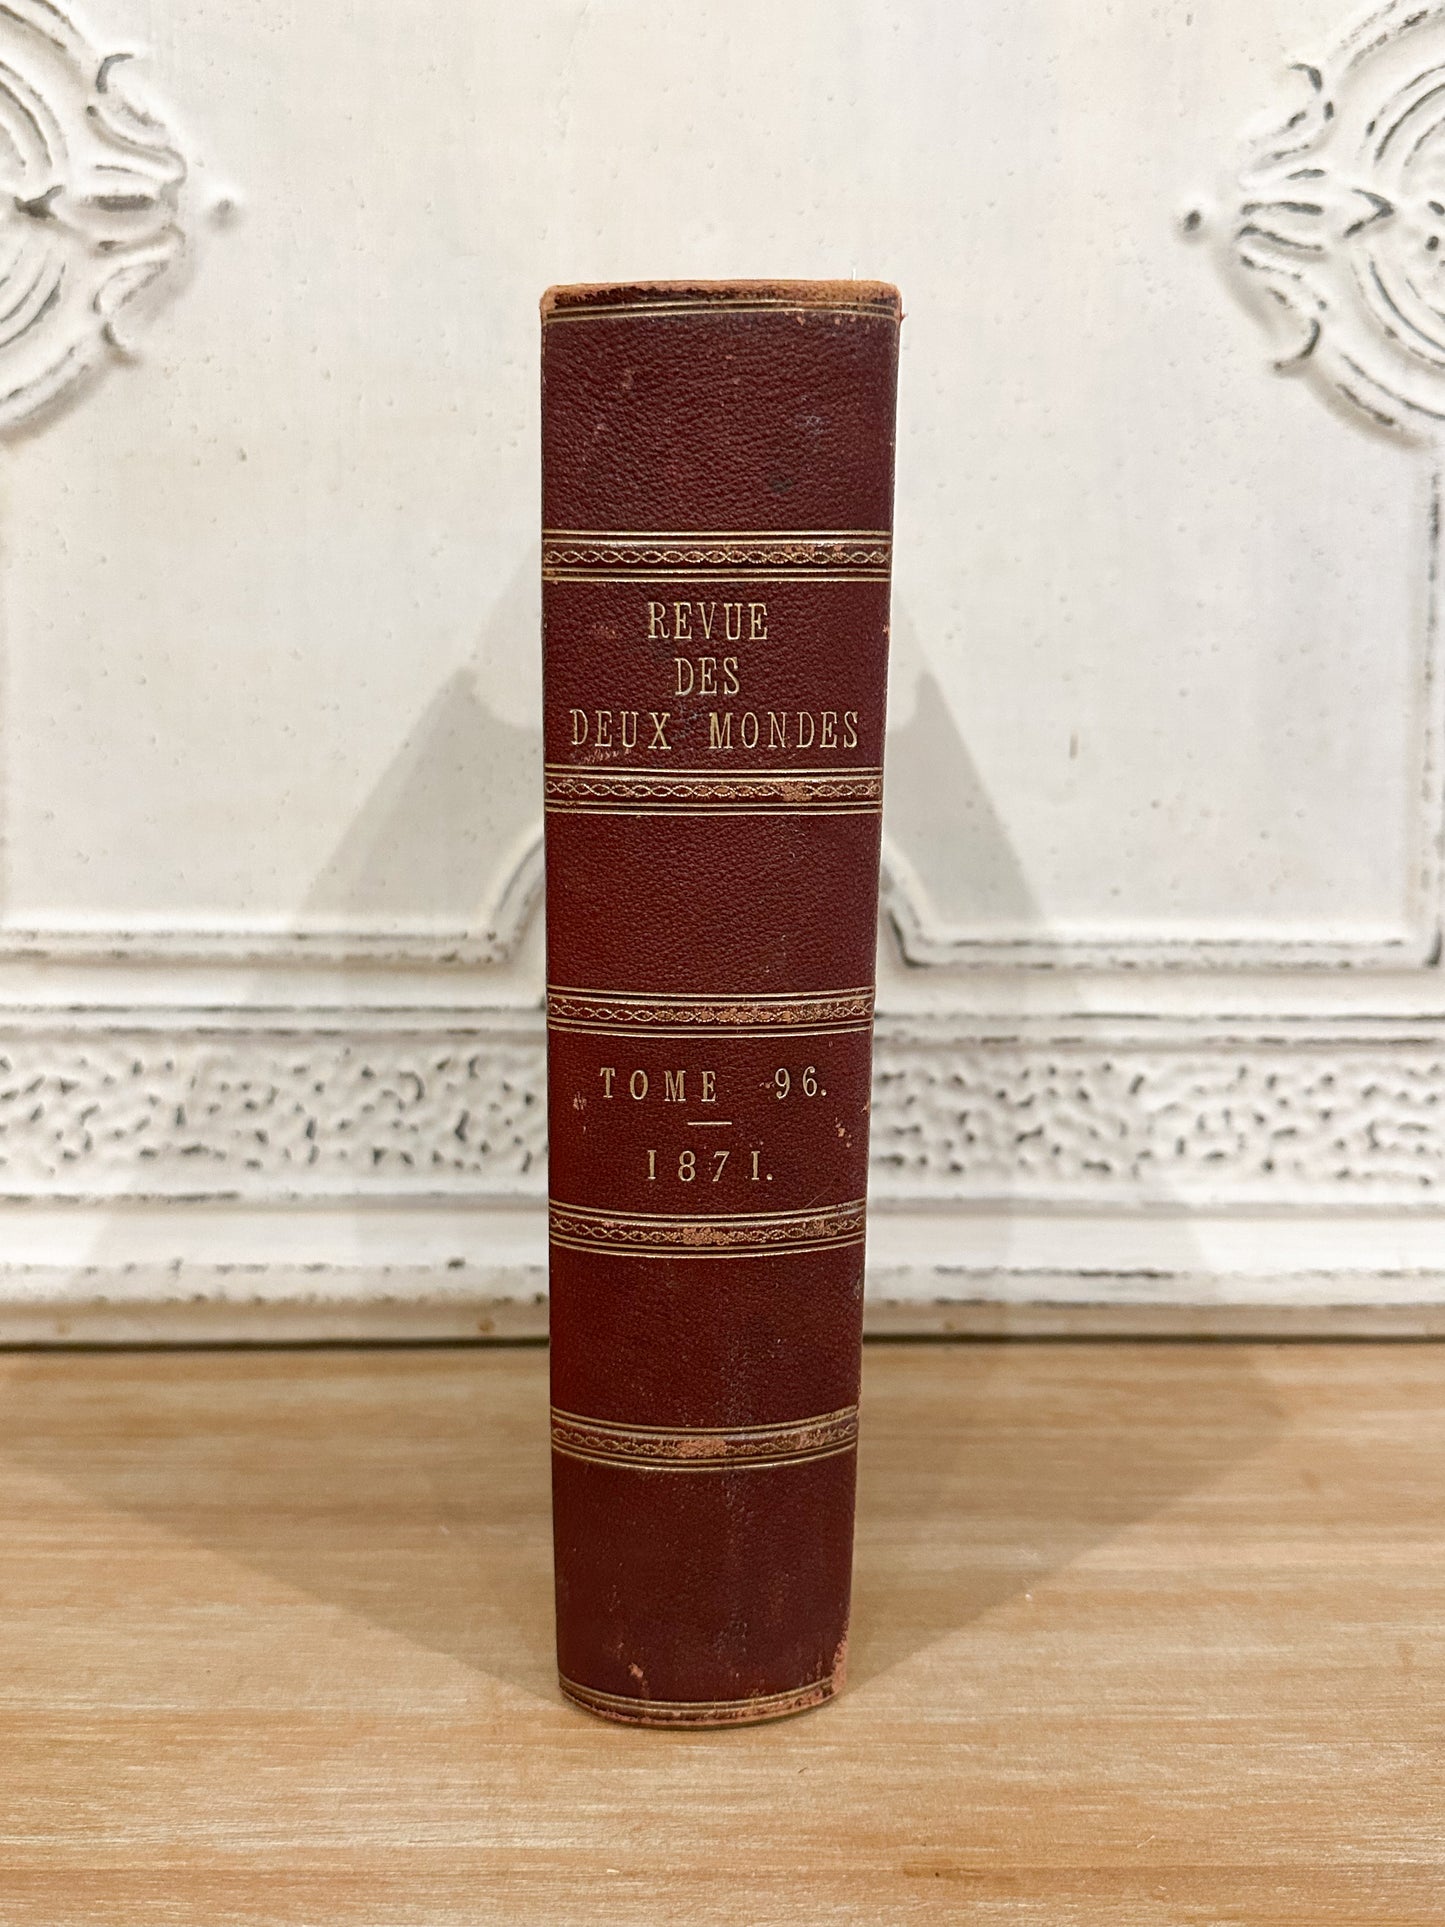 REVUE
DES
DEUX MONDES
TOME 96.
1871.